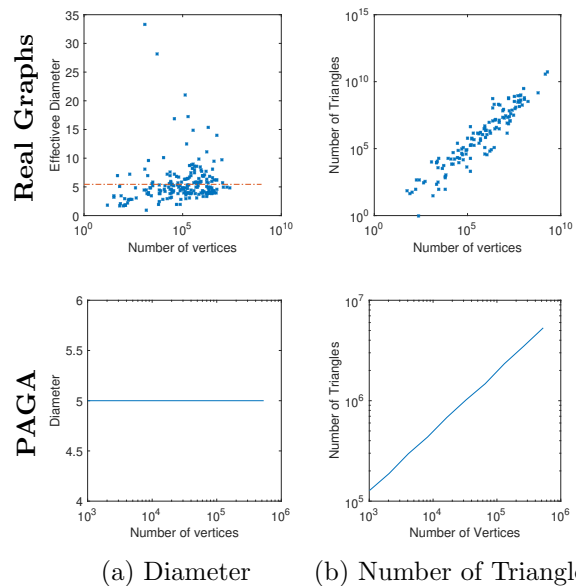 Real Graphs
35
30
25
20
15
10
5
0
Effectivee Diameter
10^0
10^5
10^10
Number of vertices
10^10
10^5
10^0
Number of Triangles
10^0
10^5
10^10
Number of vertices
PAGA
6
5.5
5
4.5
4
Diameter
10^3
10^4
10^5
10^6
Number of vertices
10^7
10^6
10^5
Number of Triangles
10^3
10^4
10^5
10^6
Number of Vertices
(a) Diameter
(b) Number of Triangle